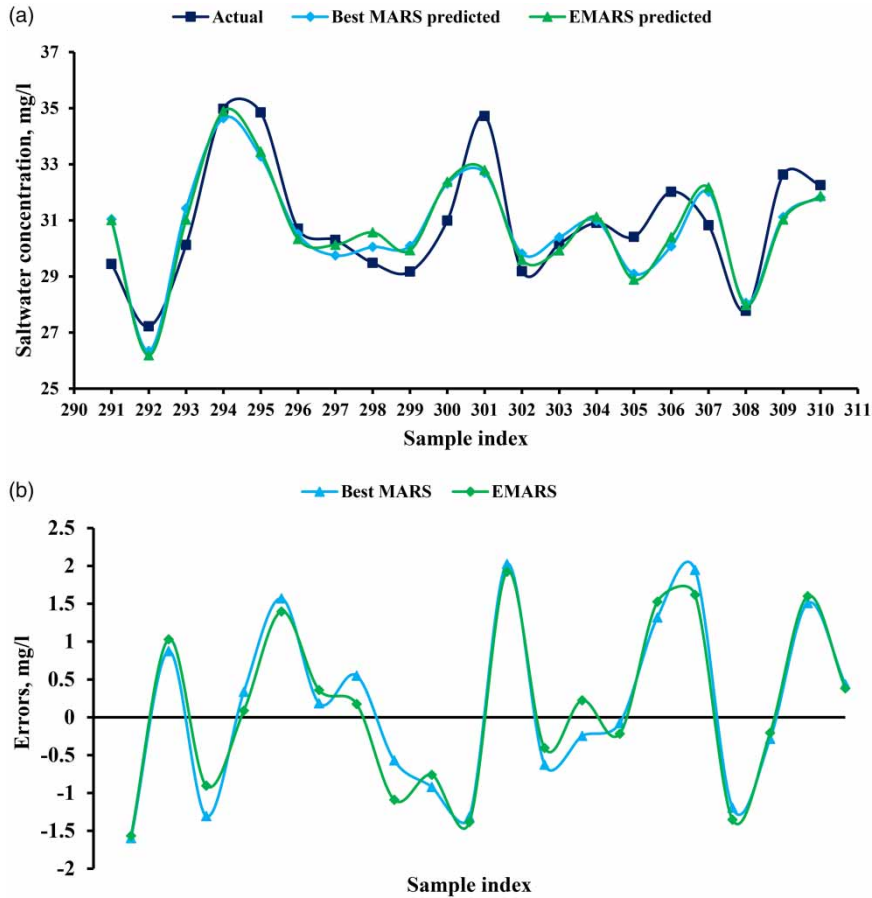 (a)
Actual Best MARS predicted EMARS predicted
37
35
33
31
29
27
25
Saltwater concentration, mg/l
290 291 292 293 294 295 296 297 298 299 300 301 302 303 304 305 306 307 308 309 310 311
Sample index
(b)
Best MARS EMARS
2.5
2
1.5
1
0.5
0
-0.5
-1
-1.5
-2
Errors, mg/l
Sample index